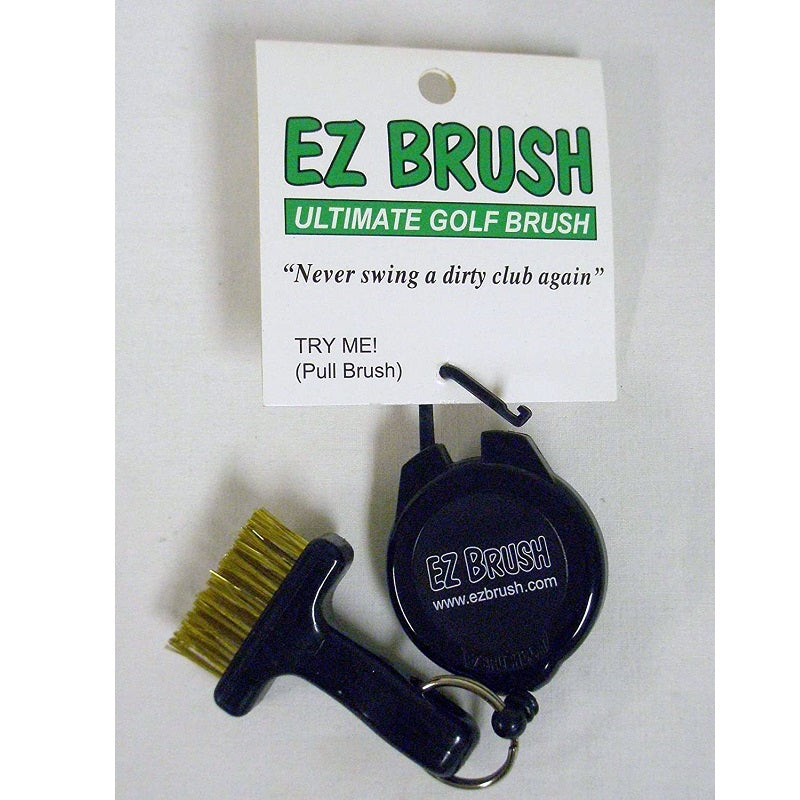 EZ BRUSH
ULTIMATE GOLF BRUSH
“Never swing a dirty club again”
TRY ME!
(Pull Brush)
EZ BRUSH
www.ezbrush.com